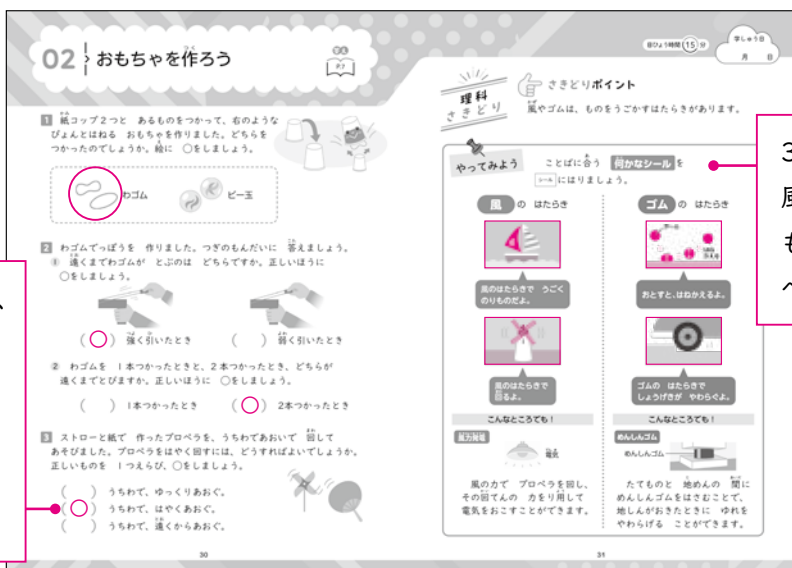 02 おもちゃを作ろう
答え
P.7
1 紙コップ2つと あるものをつかって、右のような
ぴょんとはねる おもちゃを作りました。どちらを
つかったのでしょうか。絵に ○をしましょう。
わゴム
ビー玉
2 わゴムでっぽうを 作りました。つぎのもんだいに 答えましょう。
① 遠くまでわゴムが とぶのは どちらですか。正しいほうに
○をしましょう。
(○) 強く引いたとき ( ) 弱く引いたとき
② わゴムを 1本つかったときと、2本つかったとき、どちらが
遠くまでとびますか。正しいほうに ○をしましょう。
( ) 1本つかったとき (○) 2本つかったとき
3 ストローと紙で 作ったプロペラを、うちわであおいで 回して
あそびました。プロペラをはやく回すには、どうすればよいでしょうか。
正しいものを 1つえらび、○をしましょう。
( ) うちわで、ゆっくりあおぐ。
(○) うちわで、はやくあおぐ。
( ) うちわで、遠くからあおぐ。
30
目ひょう時間 15 分
学しゅう日
月 日
理科
さきどり
さきどりポイント
風やゴムは、ものをうごかすはたらきがあります。
やってみよう
ことばに合う 何かなシール を
シール にはりましょう。
風 の はたらき
風のはたらきで うごく
のりものだよ。
風のはたらきで
回るよ。
こんなところでも!
風力発電
電気
風の力で プロペラを回し、
その回てんの 力をり用して
電気をおこすことができます。
ゴム の はたらき
おとすと、はねかえるよ。
ゴムの はたらきで
しょうげきが やわらぐよ。
こんなところでも!
めんしんゴム
めんしんゴム
たてものと 地めんの 間に
めんしんゴムをはさむことで、
地しんがおきたときに ゆれを
やわらげる ことができます。
31
3
風
も